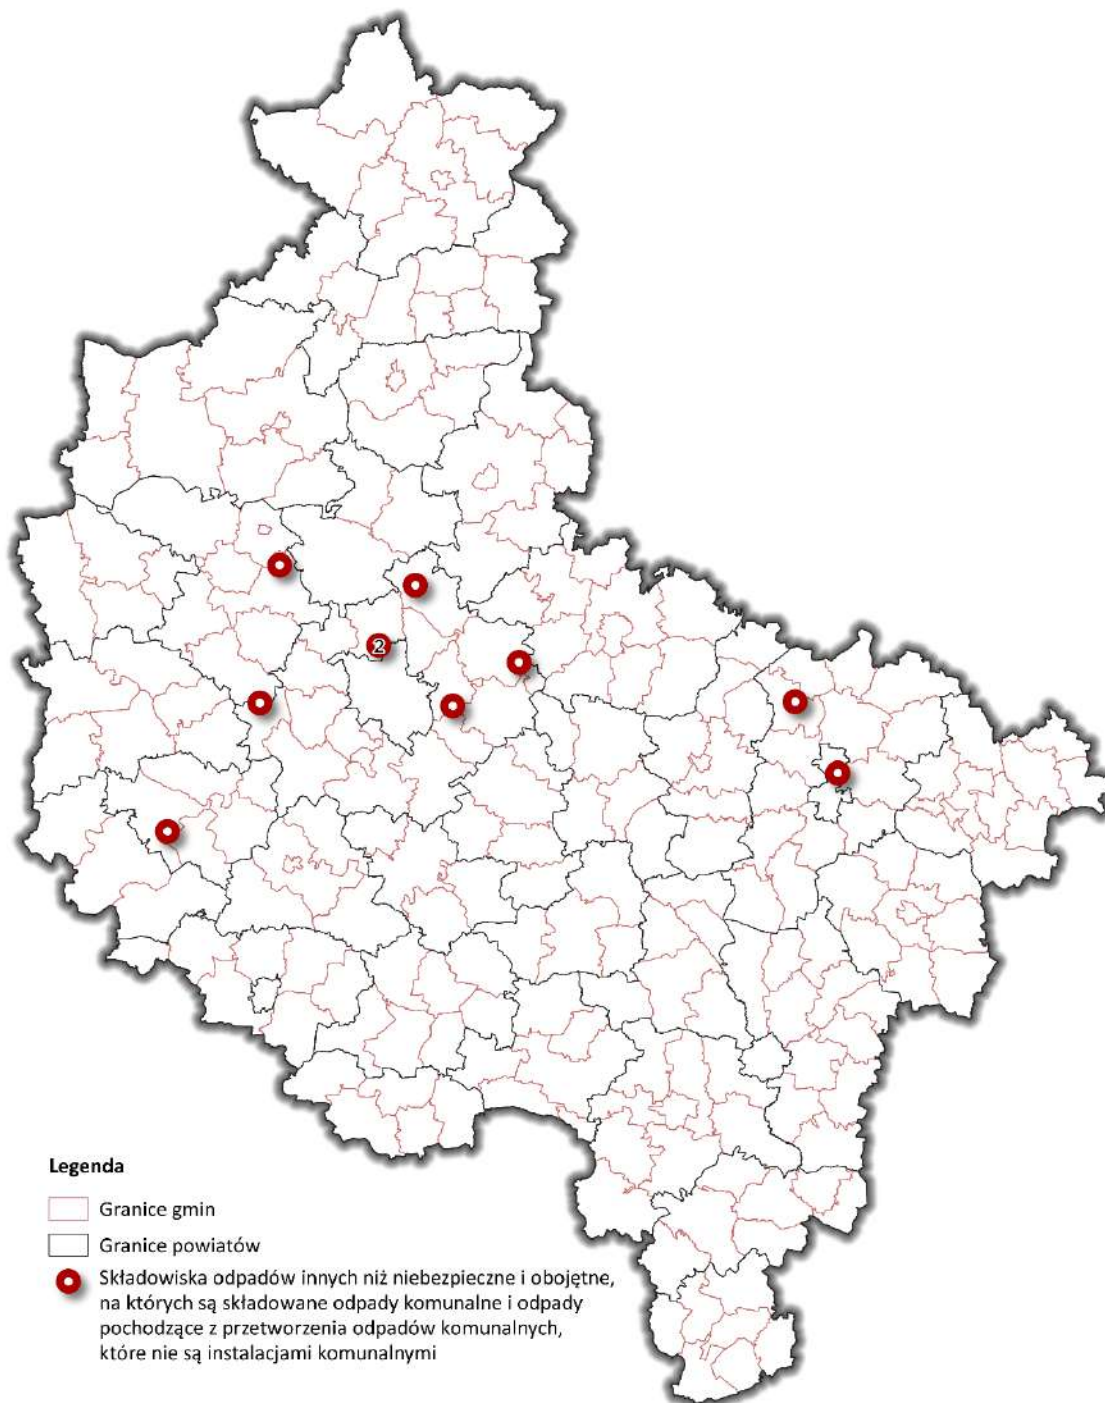 2
Legenda
Granice gmin
Granice powiatów
Składowiska odpadów innych niż niebezpieczne i obojętne,
na których są składowane odpady komunalne i odpady
pochodzące z przetworzenia odpadów komunalnych,
które nie są instalacjami komunalnymi